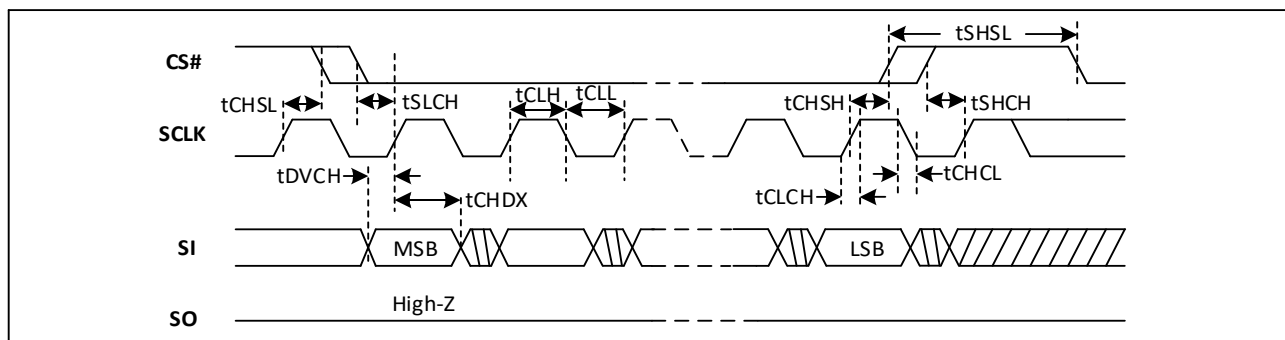 tSHSL
CS#
tCHSL
tSLCH
tCLH
tCLL
tCHSH
tSHCH
SCLK
tDVCH
tCHDX
tCLCH
tCHCL
SI
MSB
LSB
High-Z
SO